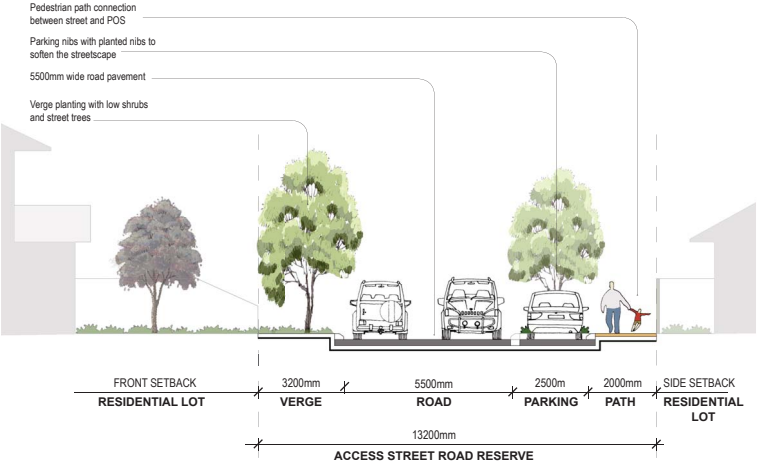 Pedestrian path connection
between street and POS
Parking nibs with planted nibs to
soften the streetscape
5500mm wide road pavement
Verge planting with low shrubs
and street trees
FRONT SETBACK
RESIDENTIAL LOT
3200mm
VERGE
5500mm
ROAD
2500m
PARKING
2000mm
PATH
SIDE SETBACK
RESIDENTIAL
LOT
13200mm
ACCESS STREET ROAD RESERVE